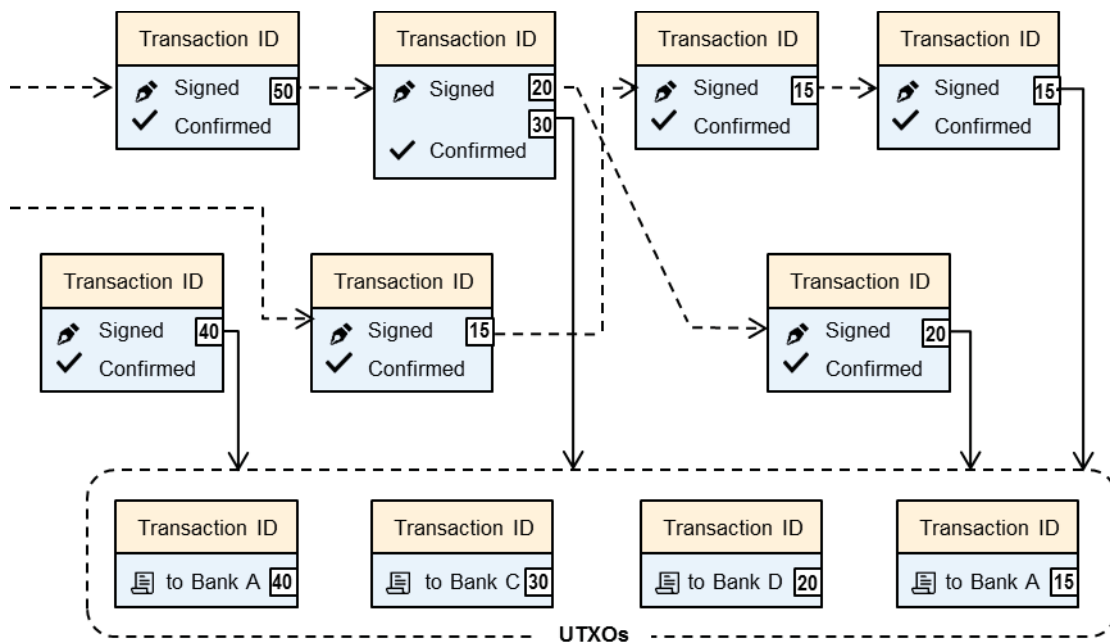 Transaction ID
Signed 50
Confirmed
Transaction ID
Signed 20
30
Confirmed
Transaction ID
Signed 15
Confirmed
Transaction ID
Signed 15
Confirmed
Transaction ID
Signed 40
Confirmed
Transaction ID
Signed 15
Confirmed
Transaction ID
Signed 20
Confirmed
Transaction ID
to Bank A 40
Transaction ID
to Bank C 30
Transaction ID
to Bank D 20
Transaction ID
to Bank A 15
UTXOs